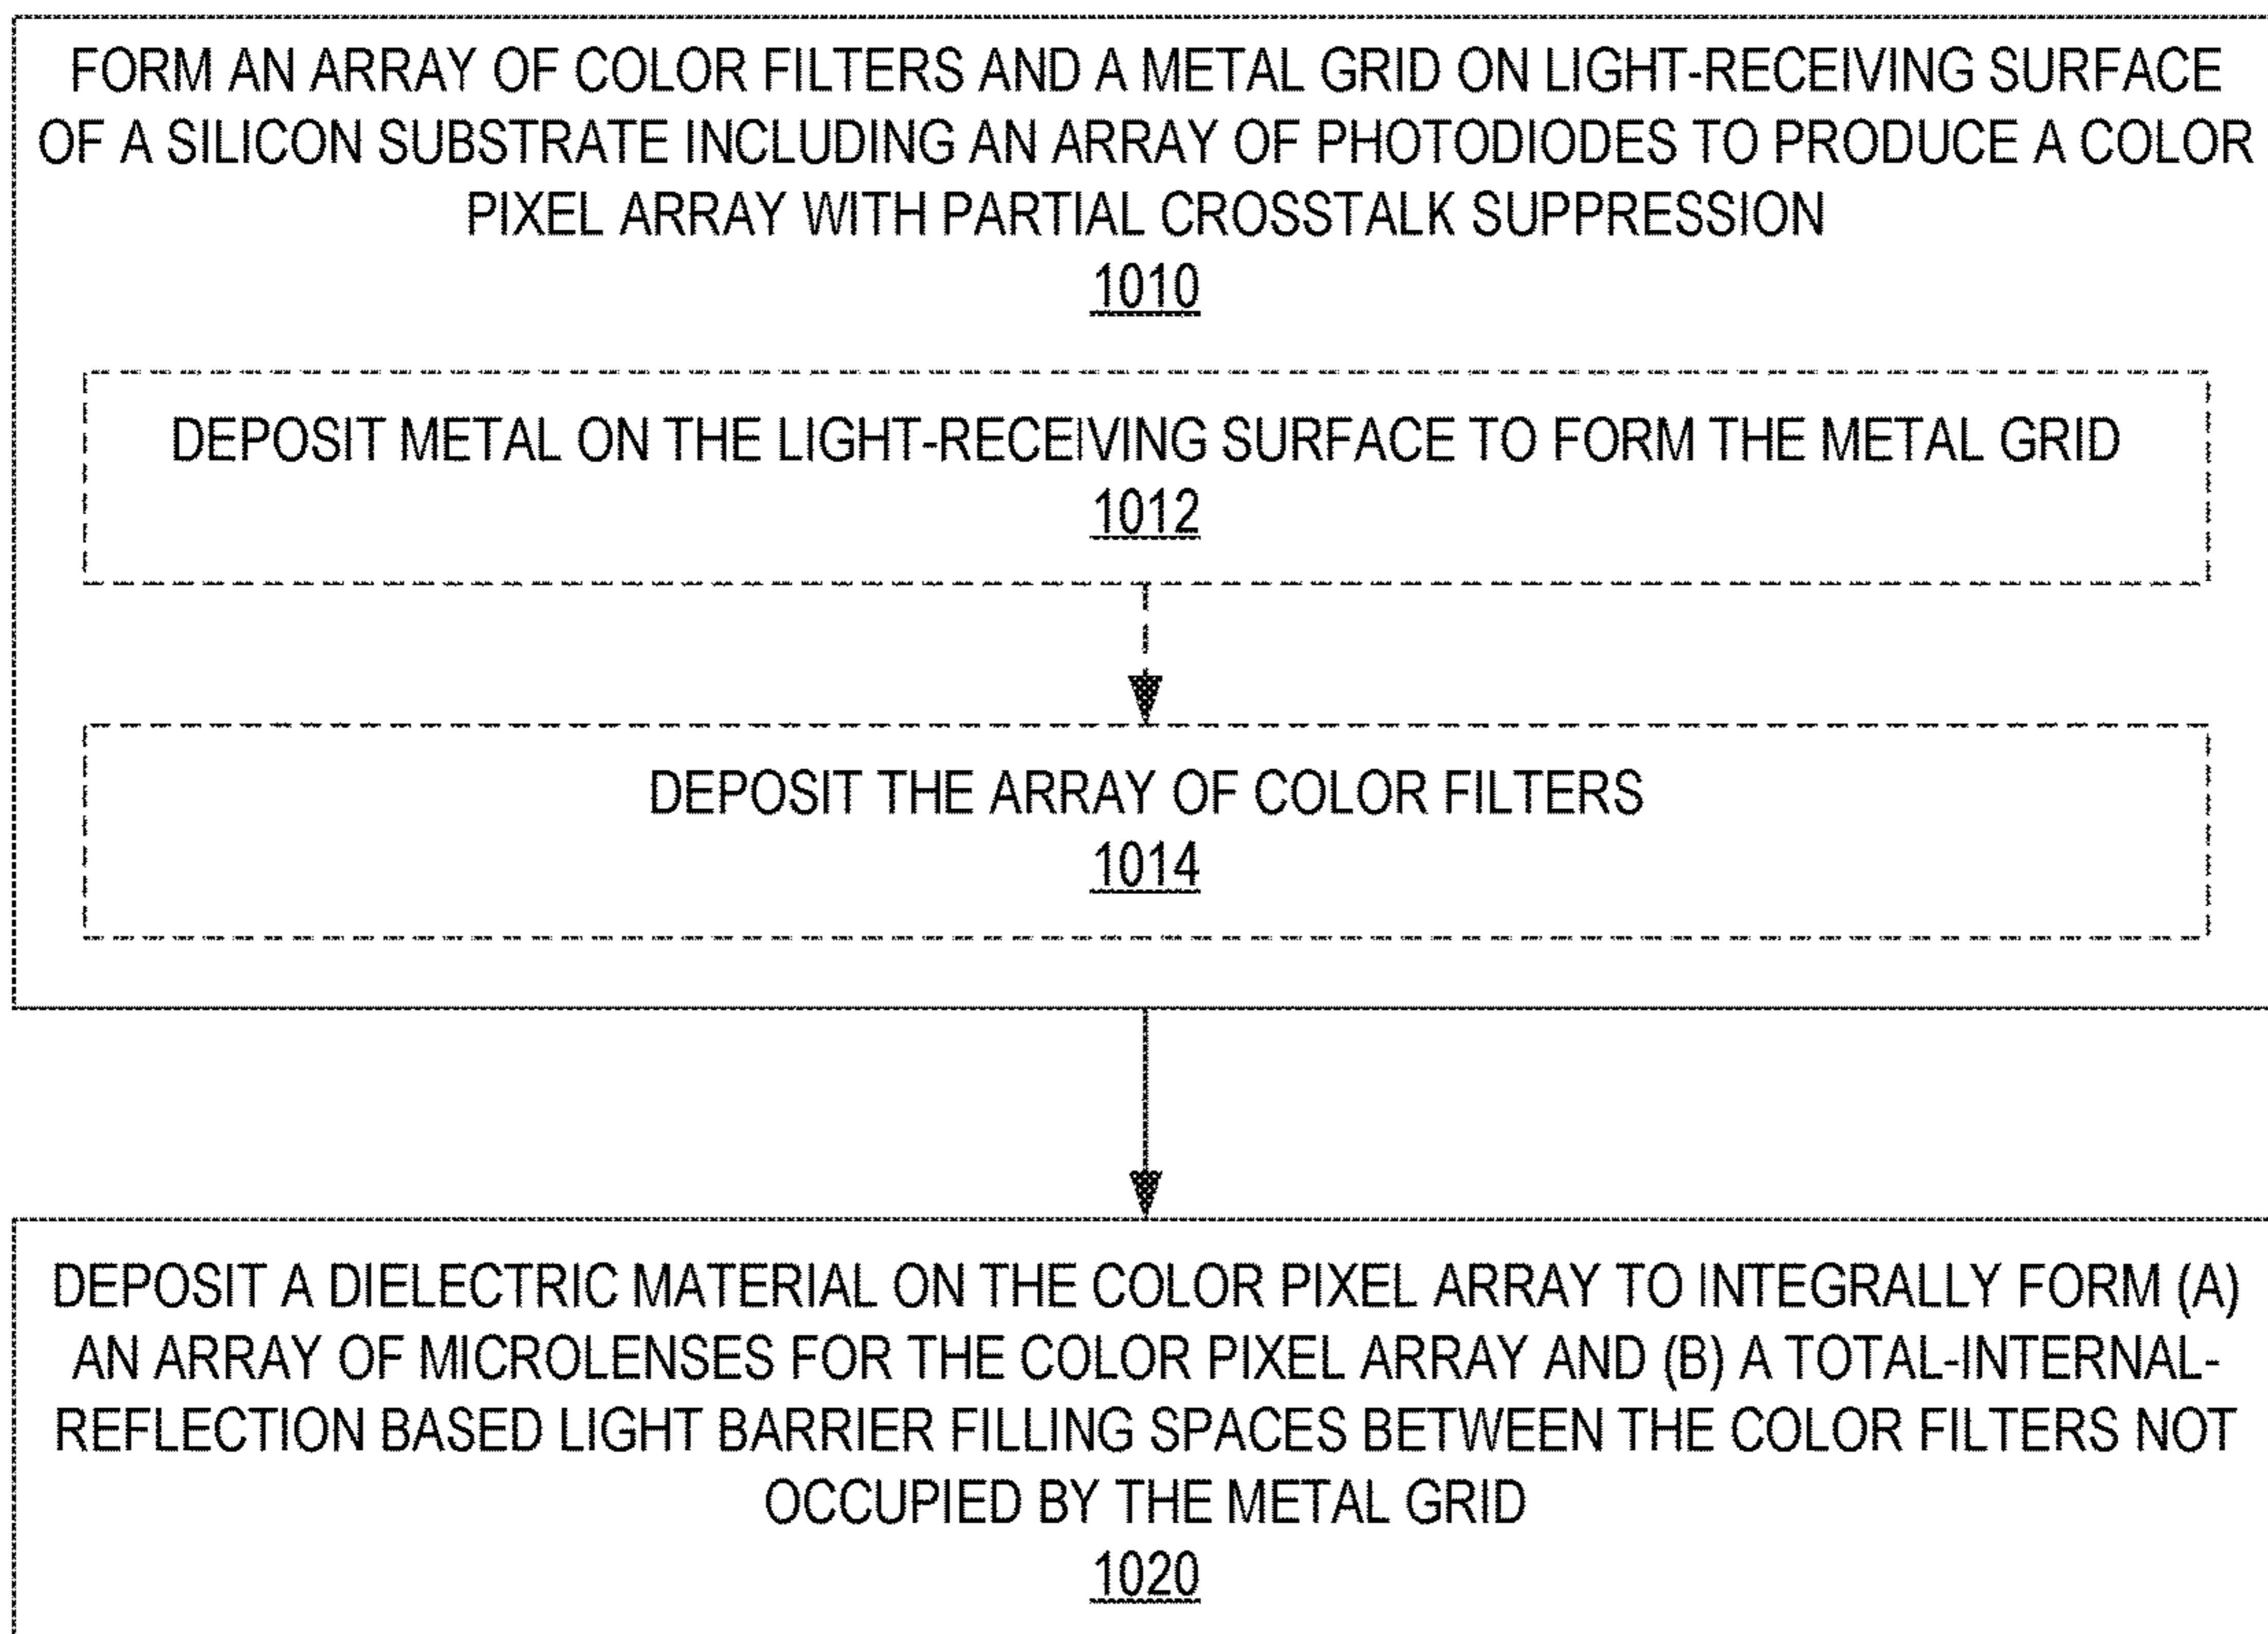 FORM AN ARRAY OF COLOR FILTERS AND A METAL GRID ON LIGHT-RECEIVING SURFACE
OF A SILICON SUBSTRATE INCLUDING AN ARRAY OF PHOTODIODES TO PRODUCE A COLOR
PIXEL ARRAY WITH PARTIAL CROSSTALK SUPPRESSION
1010
DEPOSIT METAL ON THE LIGHT-RECEIVING SURFACE TO FORM THE METAL GRID
1012
DEPOSIT THE ARRAY OF COLOR FILTERS
1014
DEPOSIT A DIELECTRIC MATERIAL ON THE COLOR PIXEL ARRAY TO INTEGRALLY FORM (A)
AN ARRAY OF MICROLENSES FOR THE COLOR PIXEL ARRAY AND (B) A TOTAL-INTERNAL-
REFLECTION BASED LIGHT BARRIER FILLING SPACES BETWEEN THE COLOR FILTERS NOT
OCCUPIED BY THE METAL GRID
1020